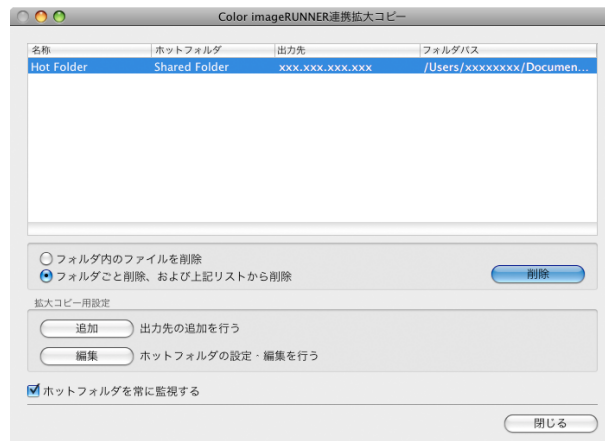 Color imageRUNNER連携拡大コピー
名称 ホットフォルダ 出力先 フォルダパス
Hot Folder Shared Folder xxx.xxx.xxx.xxx /Users/xxxxxxxx/Documen...
フォルダ内のファイルを削除
フォルダごと削除、および上記リストから削除 削除
拡大コピー用設定
追加 出力先の追加を行う
編集 ホットフォルダの設定・編集を行う
ホットフォルダを常に監視する
閉じる